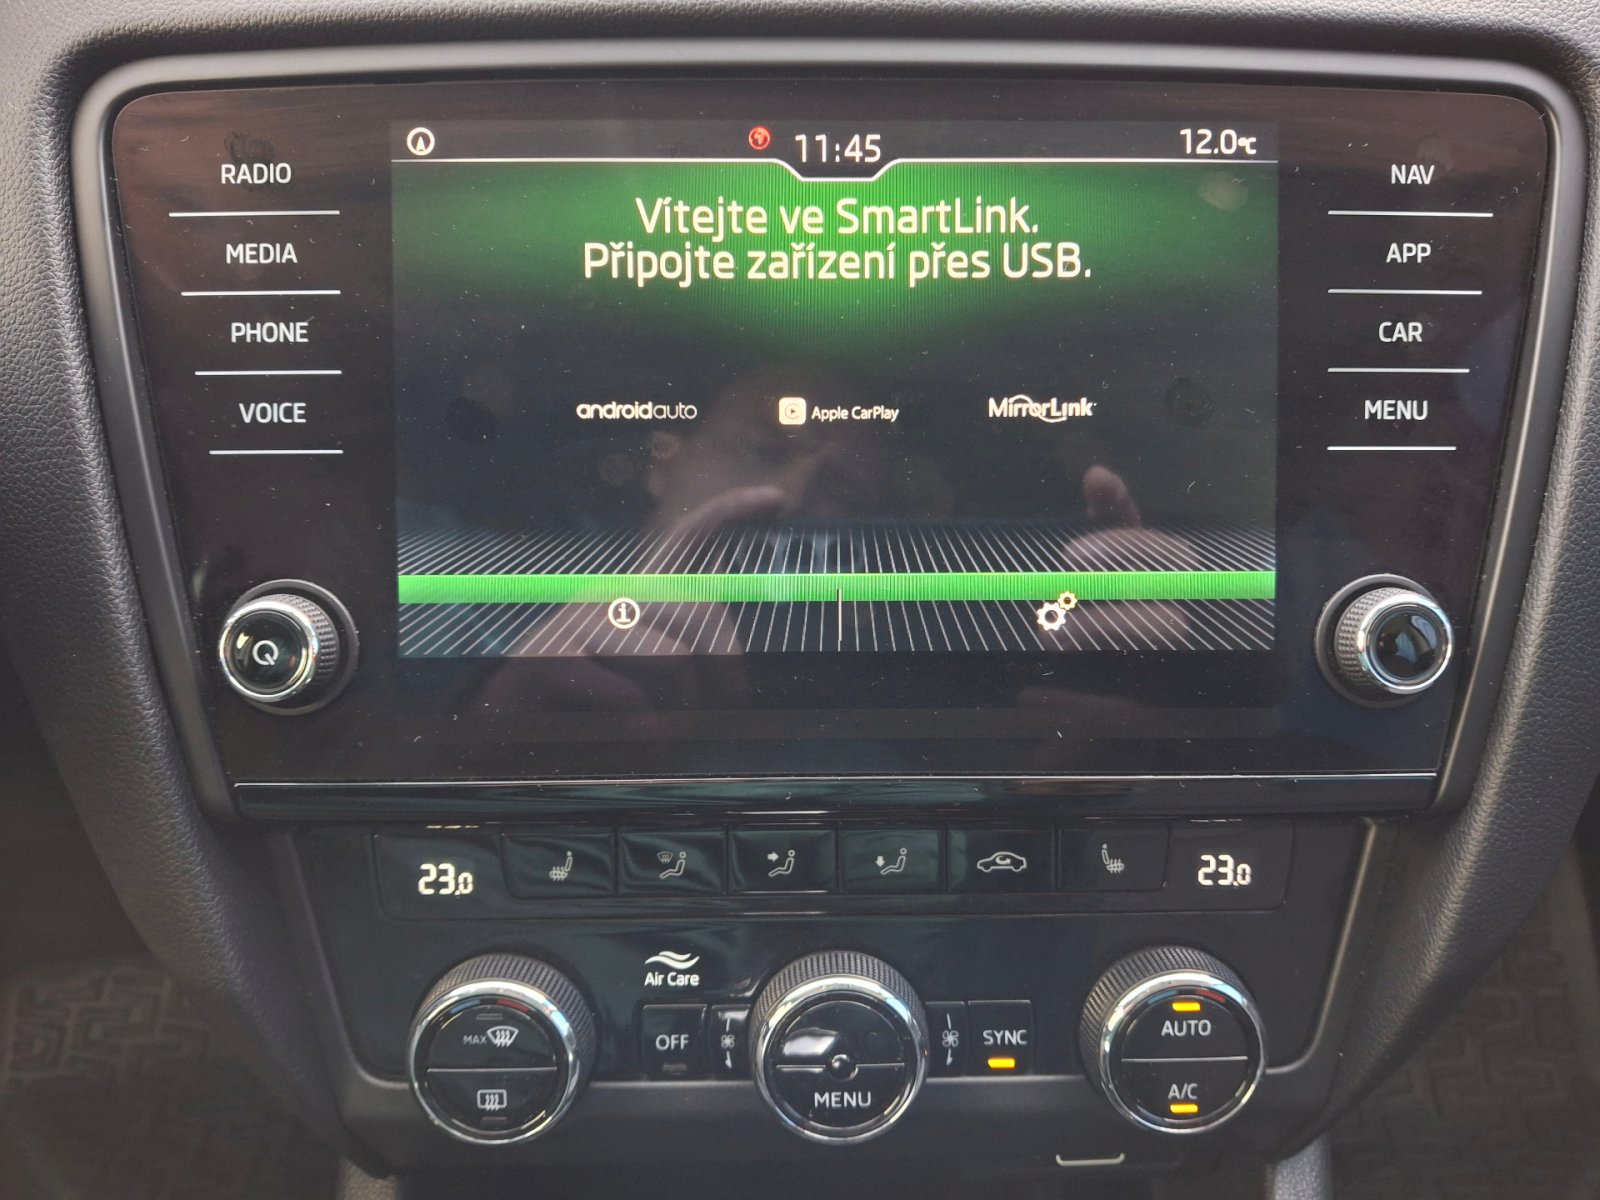 11:45
12.0°C
RADIO
MEDIA
PHONE
VOICE
Vítejte ve SmartLink.
Připojte zařízení přes USB.
androidauto
Apple CarPlay
MirrorLink
NAV
APP
CAR
MENU
23.0
23.0
Air Care
MAX
OFF
MENU
SYNC
AUTO
A/C